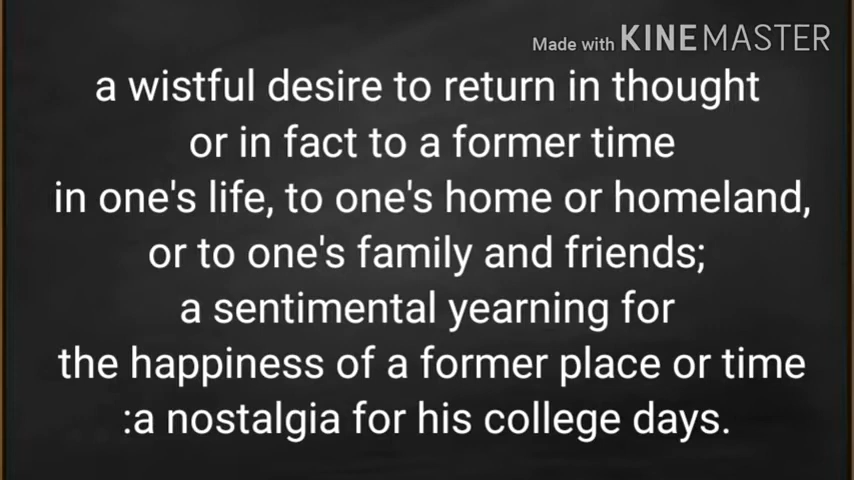 Made with KINEMASTER
a wistful desire to return in thought
or in fact to a former time
in one's life, to one's home or homeland,
or to one's family and friends;
a sentimental yearning for
the happiness of a former place or time
:a nostalgia for his college days.